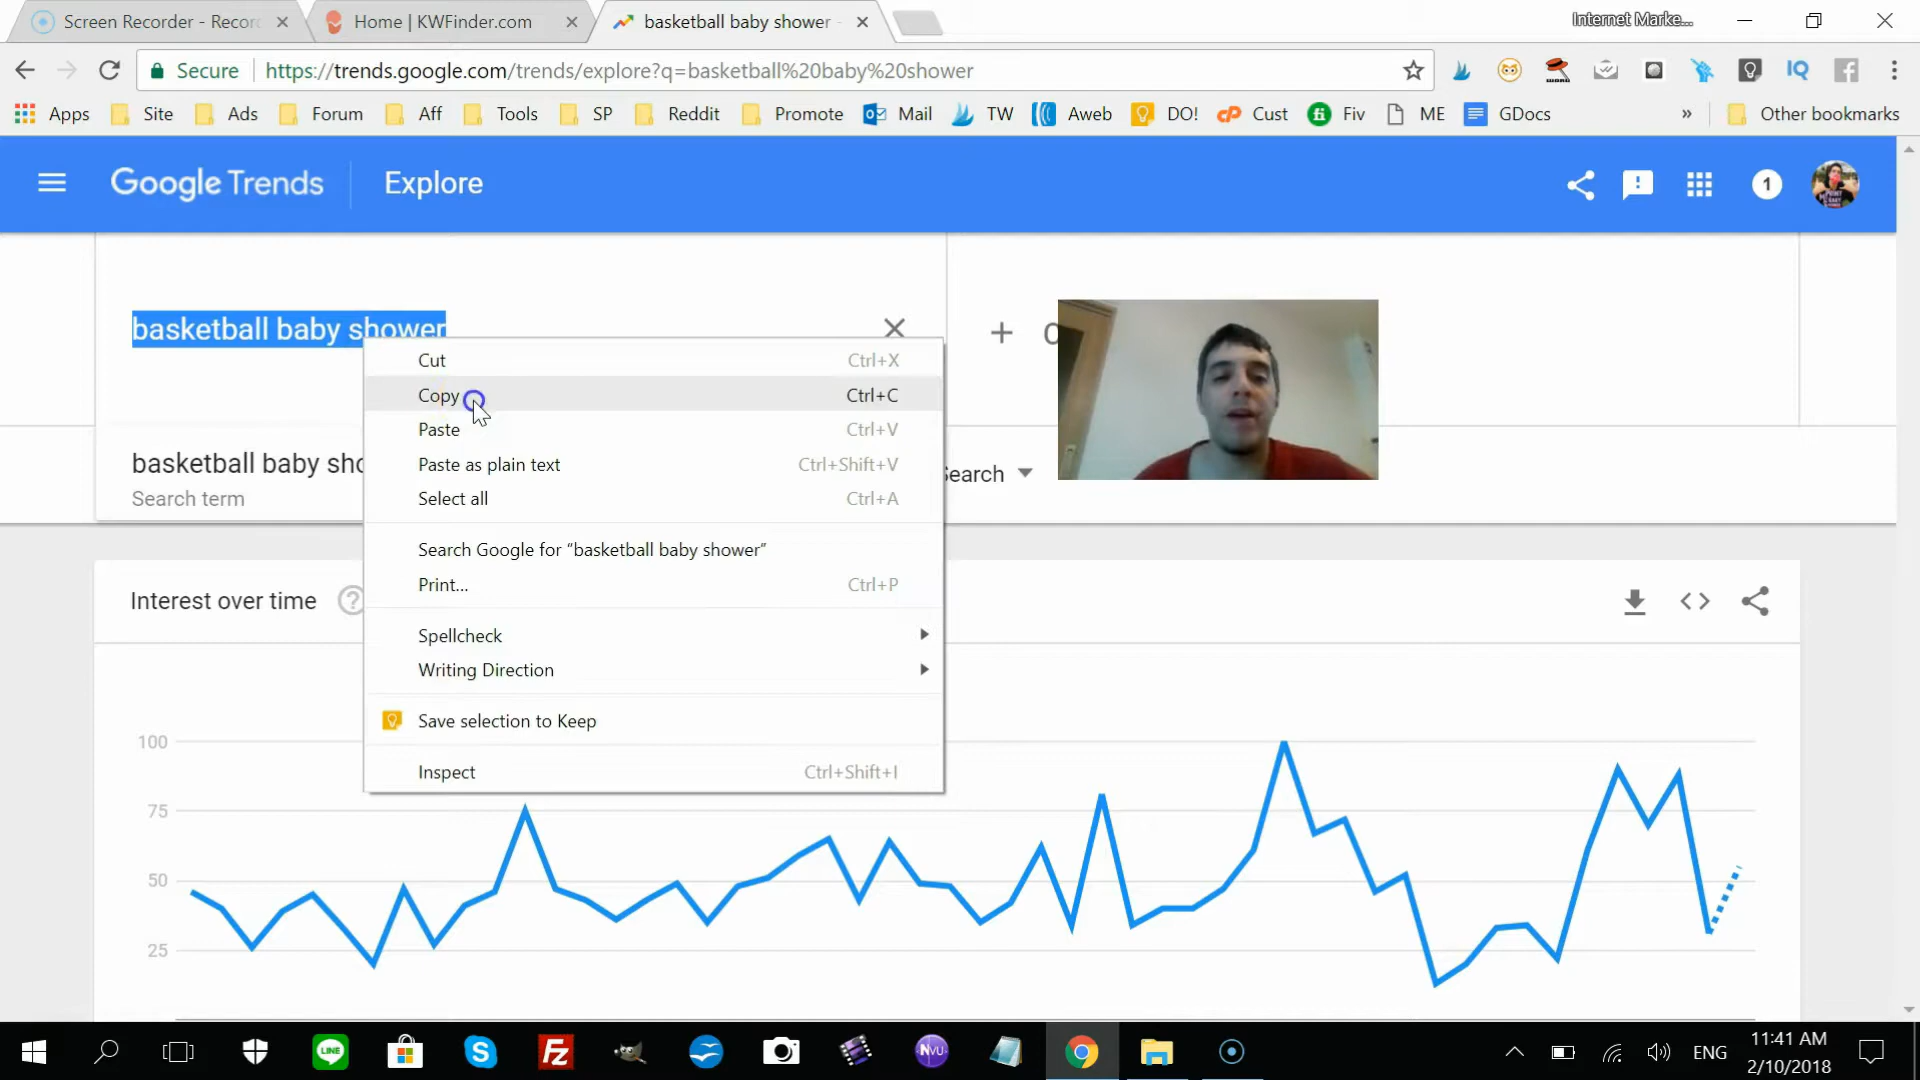 Screen Recorder - Recor
Home | KWFinder.com
basketball baby shower -
Internet Marke...
Secure
https://trends.google.com/trends/explore?q=basketball%20baby%20shower
Apps
Site
Ads
Forum
Aff
Tools
SP
Reddit
Promote
Mail
TW
Aweb
DO!
Cust
Fiv
ME
GDocs
»
Other bookmarks
Google Trends
Explore
1
basketball baby shower
Cut Ctrl+X
Copy Ctrl+C
Paste Ctrl+V
Paste as plain text Ctrl+Shift+V
Select all Ctrl+A
Search Google for “basketball baby shower”
Print... Ctrl+P
Spellcheck
Writing Direction
Save selection to Keep
Inspect Ctrl+Shift+I
basketball baby sho
Search term
earch
Interest over time
100
75
50
25
LINE
FZ
NVU
ENG
11:41 AM
2/10/2018